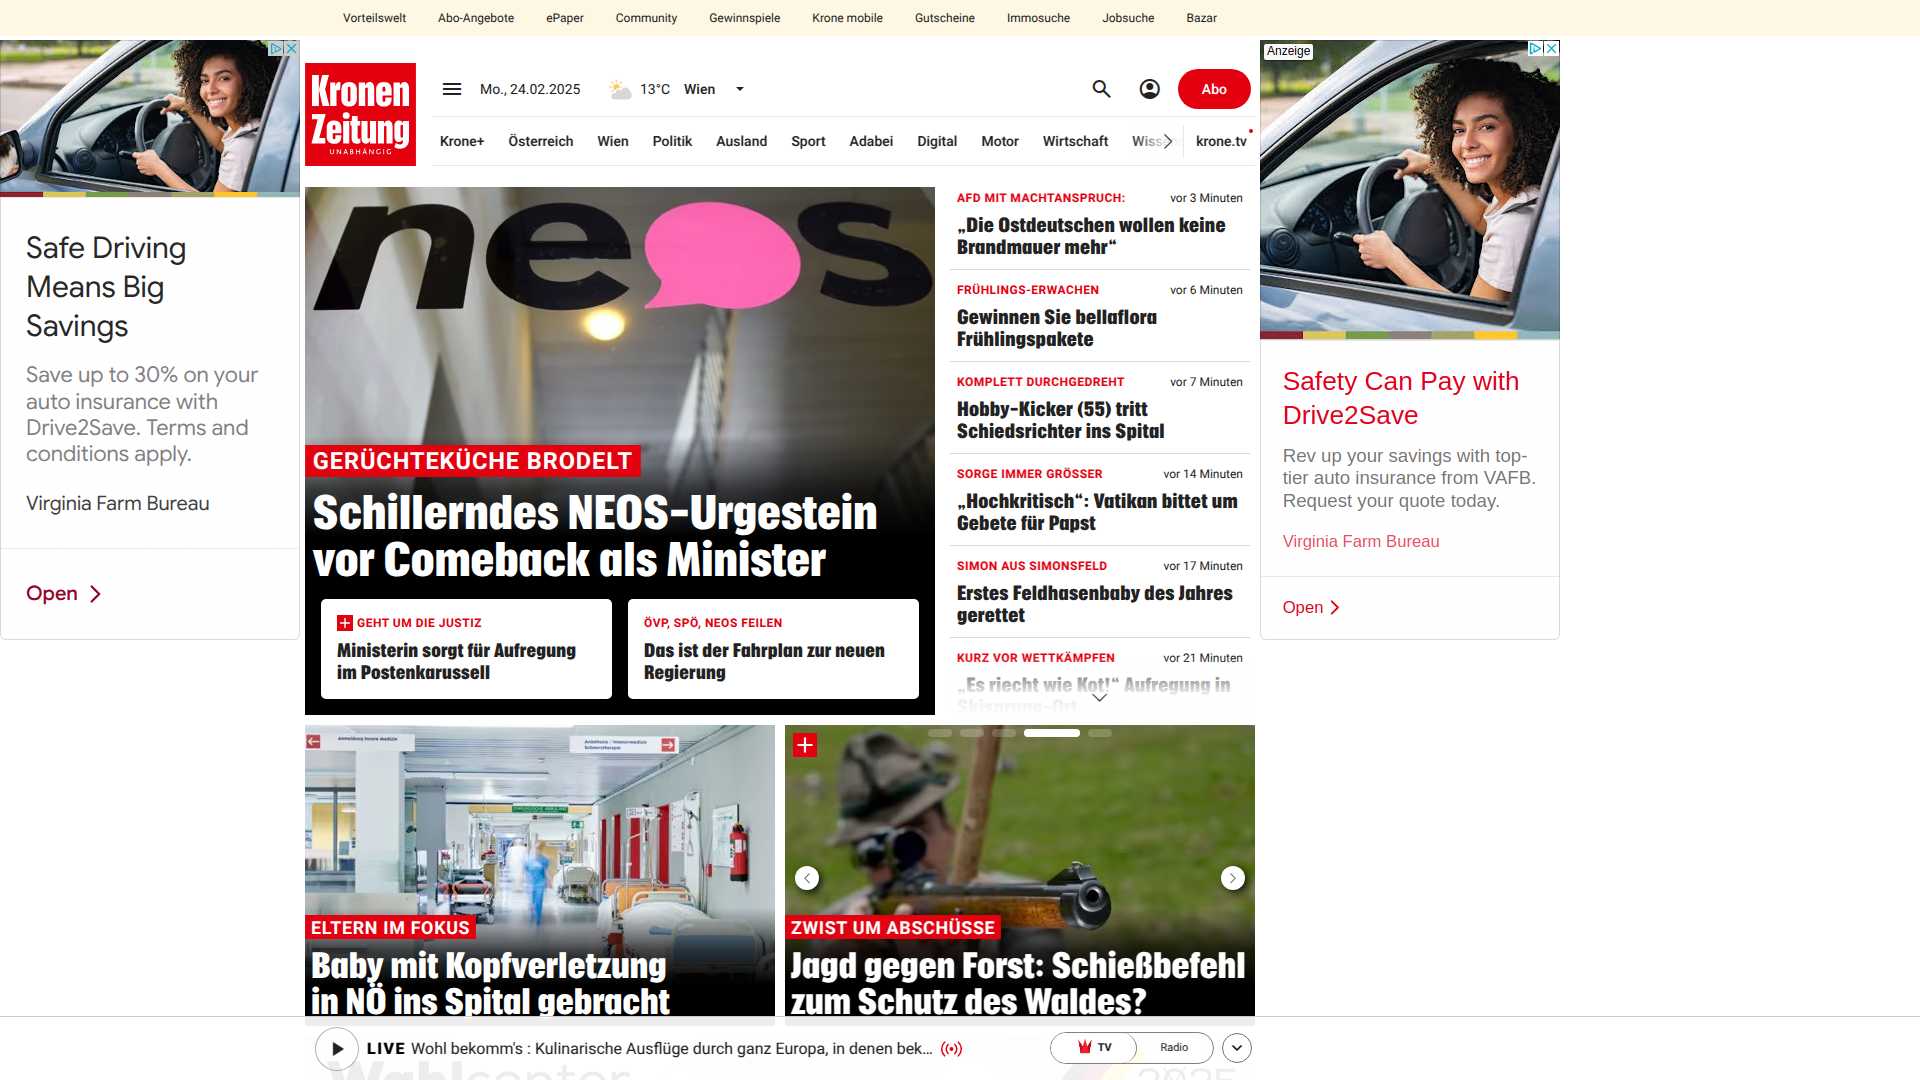 Vorteilswelt
Abo-Angebote
ePaper
Community
Gewinnspiele
Krone mobile
Gutscheine
Immosuche
Jobsuche
Bazar
Safe Driving
Means Big
Savings
Save up to 30% on your
auto insurance with
Drive2Save. Terms and
conditions apply.
Virginia Farm Bureau
Open
Kronen
Zeitung
UNABHÄNGIG
Mo., 24.02.2025
13°C Wien
Abo
Krone+
Österreich
Wien
Politik
Ausland
Sport
Adabei
Digital
Motor
Wirtschaft
krone.tv
neos
GERÜCHTEKÜCHE BRODELT
Schillerndes NEOS-Urgestein
vor Comeback als Minister
GEHT UM DIE JUSTIZ
Ministerin sorgt für Aufregung
im Postenkarussell
ÖVP, SPÖ, NEOS FEILEN
Das ist der Fahrplan zur neuen
Regierung
AFD MIT MACHTANSPRUCH: vor 3 Minuten
„Die Ostdeutschen wollen keine
Brandmauer mehr“
FRÜHLINGS-ERWACHEN vor 6 Minuten
Gewinnen Sie bellaflora
Frühlingspakete
KOMPLETT DURCHGEDREHT vor 7 Minuten
Hobby-Kicker (55) tritt
Schiedsrichter ins Spital
SORGE IMMER GRÖSSER vor 14 Minuten
„Hochkritisch“: Vatikan bittet um
Gebete für Papst
SIMON AUS SIMONSFELD vor 17 Minuten
Erstes Feldhasenbaby des Jahres
gerettet
KURZ VOR WETTKÄMPFEN vor 21 Minuten
„Es riecht wie Kot!“ Aufregung in
Skisprung-Ort
Anzeige
Safety Can Pay with
Drive2Save
Rev up your savings with top-
tier auto insurance from VAFB.
Request your quote today.
Virginia Farm Bureau
Open
ELTERN IM FOKUS
Baby mit Kopfverletzung
in NÖ ins Spital gebracht
ZWIST UM ABSCHÜSSE
Jagd gegen Forst: Schießbefehl
zum Schutz des Waldes?
LIVE Wohl bekomm's : Kulinarische Ausflüge durch ganz Europa, in denen bek...
TV
Radio
Wahlcenter
2025